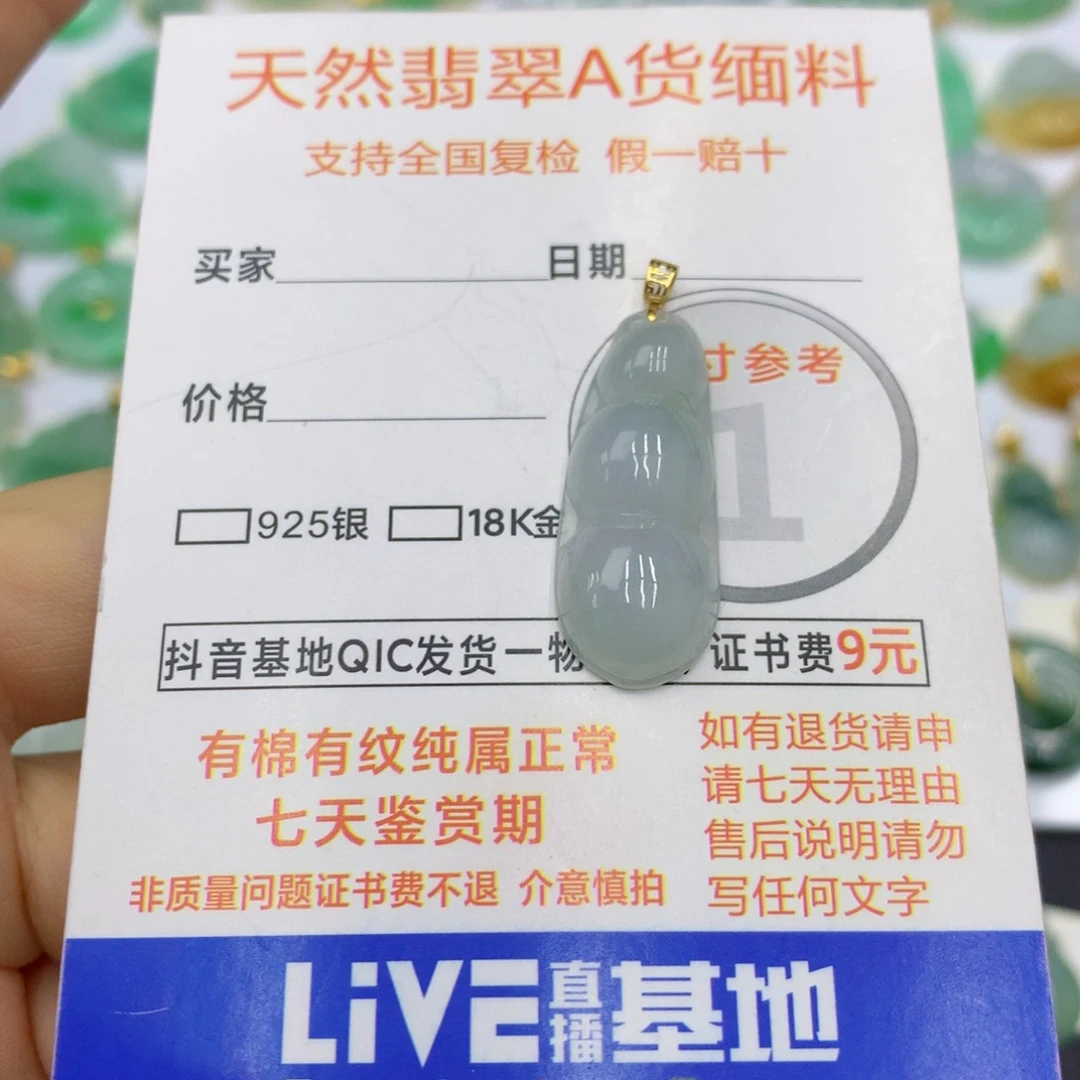 天然翡翠A货缅料
支持全国复检 假一赔十
买家 日期
寸参考
价格
1
925银 18K金
抖音基地QIC发货一物 证书费9元
有棉有纹纯属正常
七天鉴赏期
非质量问题证书费不退 介意慎拍
如有退货请申
请七天无理由
售后说明请勿
写任何文字
LiVE直播基地